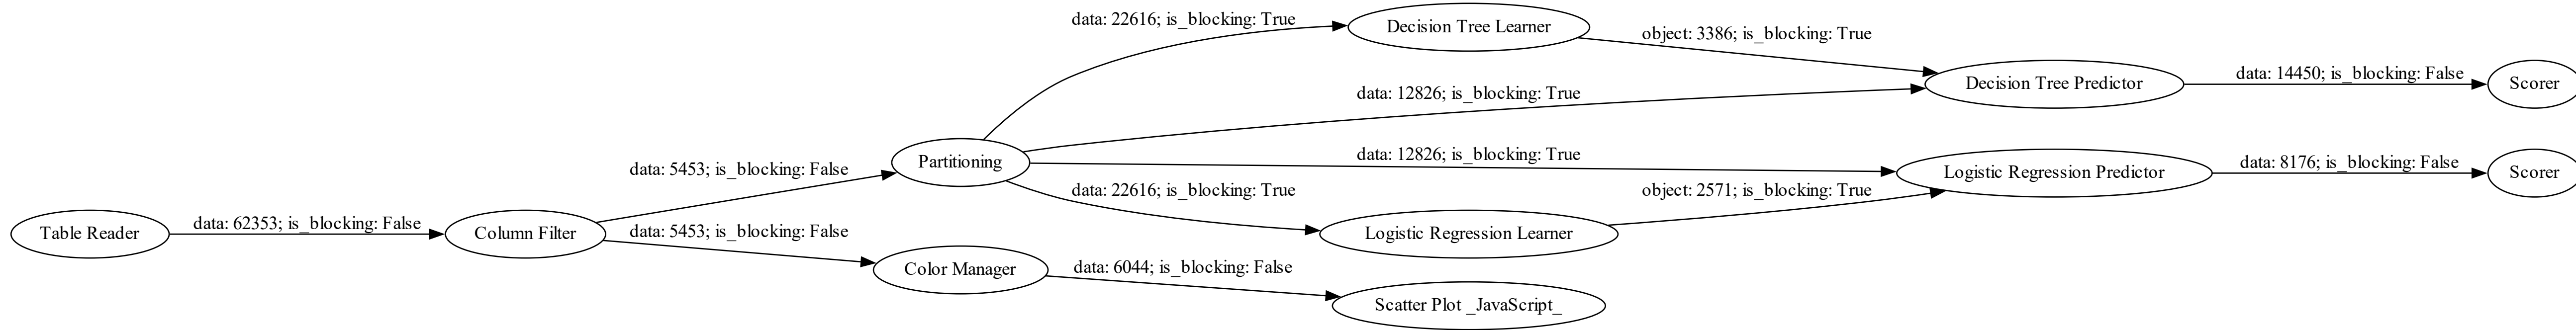 data: 22616; is_blocking: True
Decision Tree Learner
object: 3386; is_blocking: True
data: 12826; is_blocking: True
Decision Tree Predictor
data: 14450; is_blocking: False
Scorer
data: 5453; is_blocking: False
Partitioning
data: 12826; is_blocking: True
Logistic Regression Predictor
data: 8176; is_blocking: False
Scorer
data: 22616; is_blocking: True
object: 2571; is_blocking: True
Table Reader
data: 62353; is_blocking: False
Column Filter
data: 5453; is_blocking: False
Logistic Regression Learner
Color Manager
data: 6044; is_blocking: False
Scatter Plot _JavaScript_